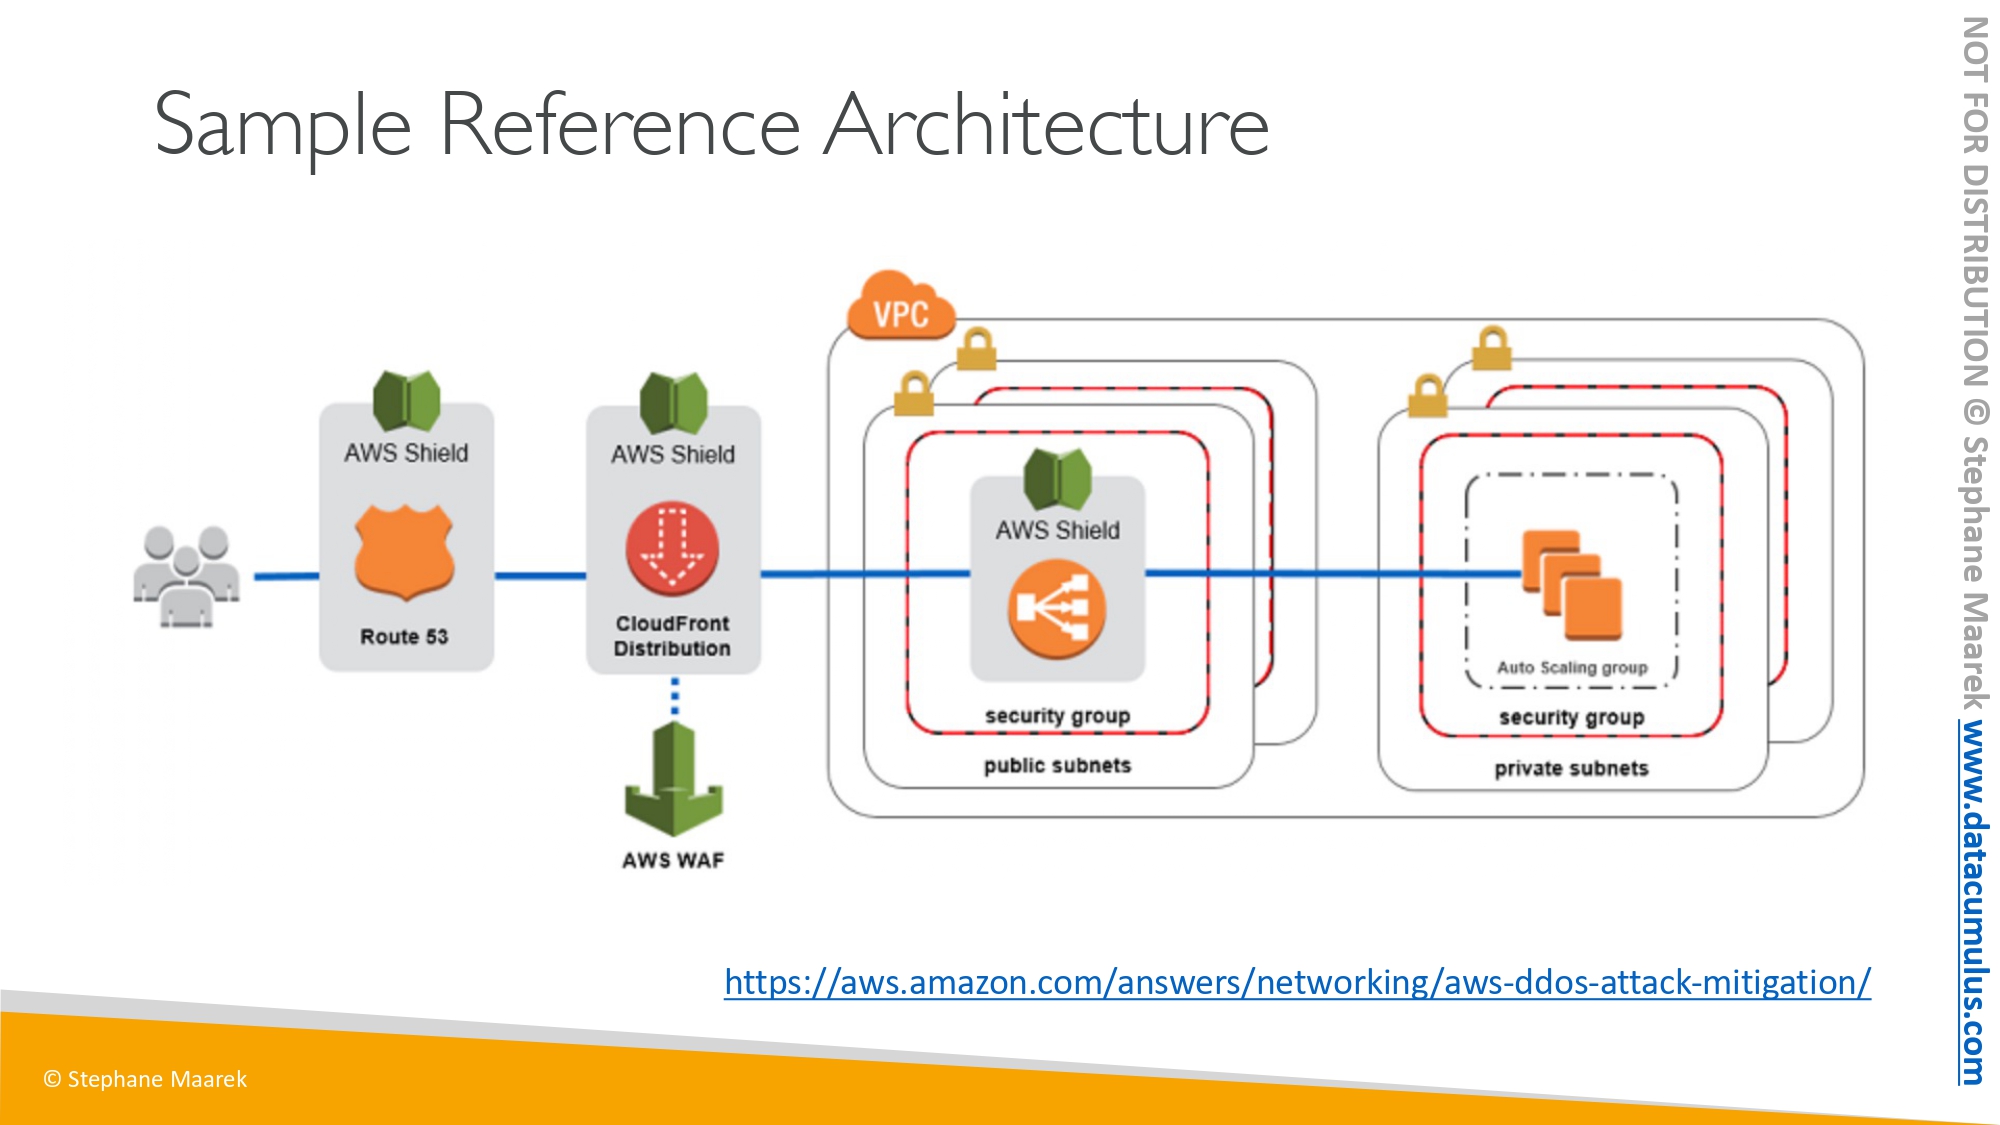 Sample Reference Architecture
VPC
AWS Shield
Route 53
AWS Shield
CloudFront
Distribution
AWS WAF
AWS Shield
security group
public subnets
Auto Scaling group
security group
private subnets
https://aws.amazon.com/answers/networking/aws-ddos-attack-mitigation/
© Stephane Maarek
NOT FOR DISTRIBUTION © Stephane Maarek www.datacumulus.com